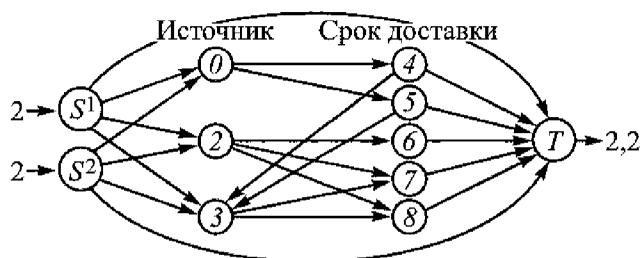 Источник Срок доставки
0 4
2 S¹ 5
2 6 T 2,2
2 S² 7
3 8